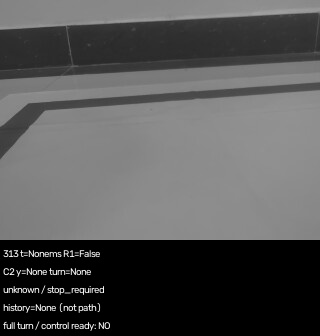 313 t=Nonems R1=False
C2 y=None turn=None
unknown / stop_required
history=None (not path)
full turn / control ready: NO